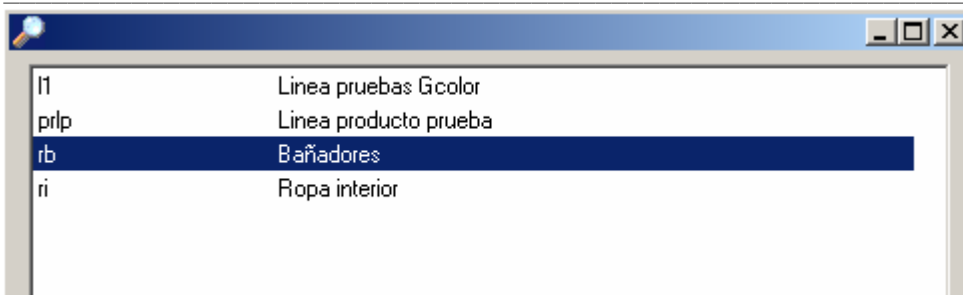 l1 Linea pruebas Gcolor
prlp Linea producto prueba
rb Bañadores
ri Ropa interior